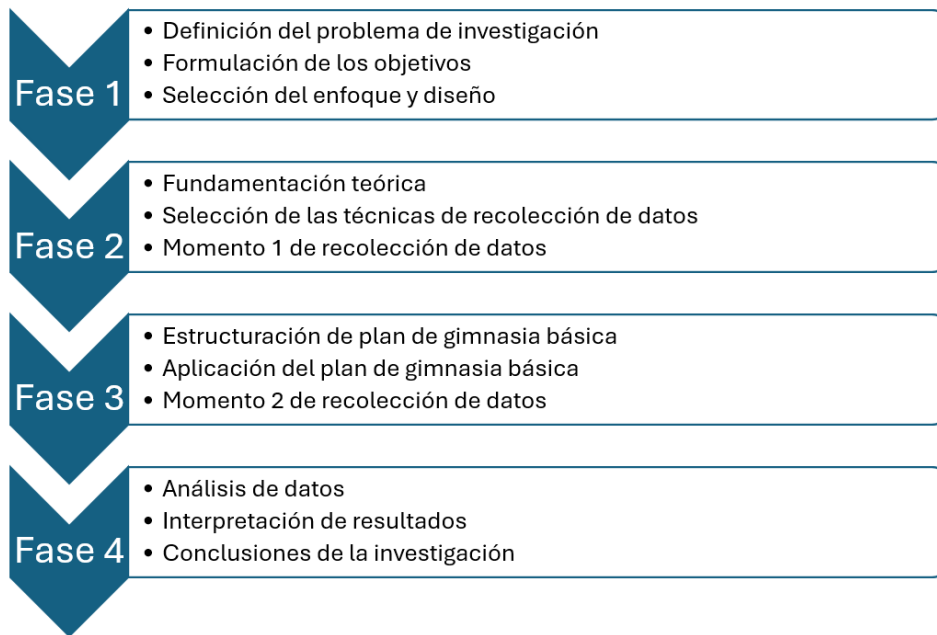 Fase 1
• Definición del problema de investigación
• Formulación de los objetivos
• Selección del enfoque y diseño
Fase 2
• Fundamentación teórica
• Selección de las técnicas de recolección de datos
• Momento 1 de recolección de datos
Fase 3
• Estructuración de plan de gimnasia básica
• Aplicación del plan de gimnasia básica
• Momento 2 de recolección de datos
Fase 4
• Análisis de datos
• Interpretación de resultados
• Conclusiones de la investigación